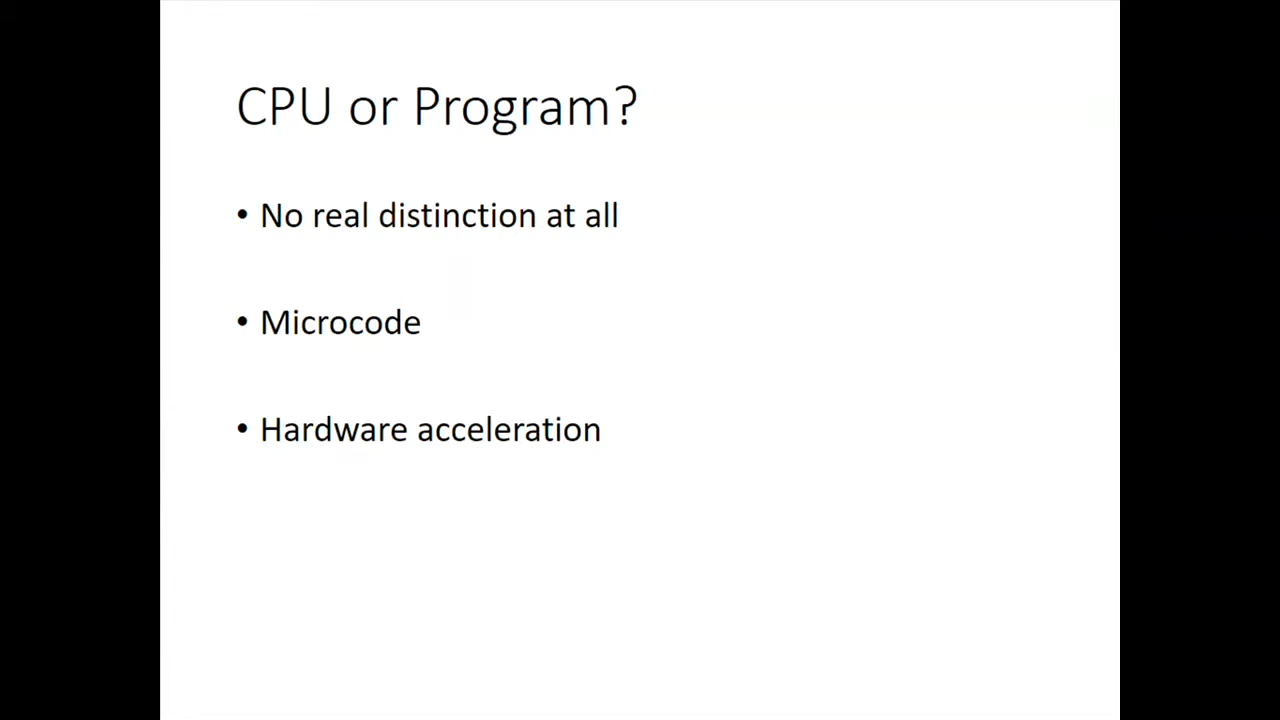 CPU or Program?
• No real distinction at all
• Microcode
• Hardware acceleration